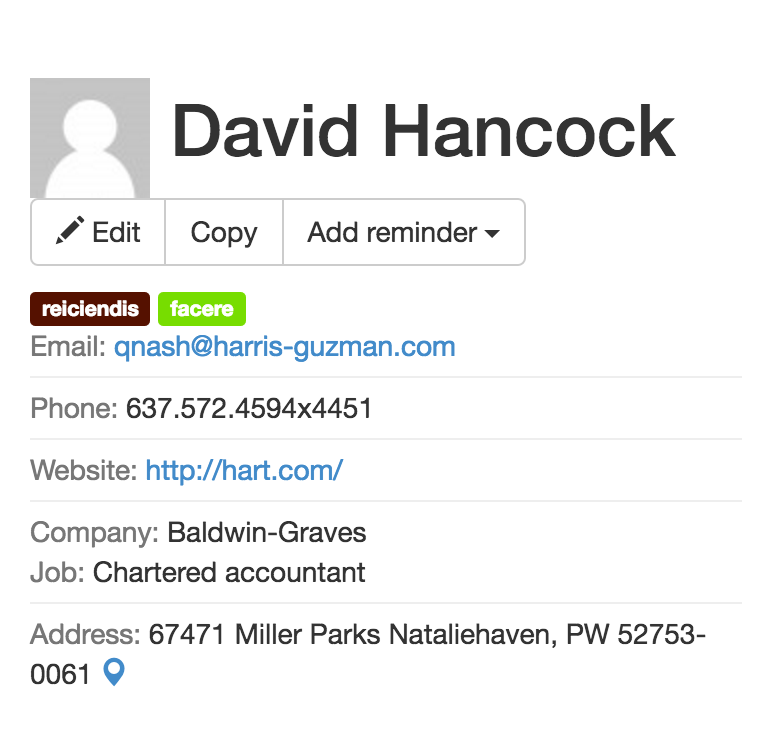 David Hancock
Edit Copy Add reminder
reiciendis facere
Email: qnash@harris-guzman.com
Phone: 637.572.4594x4451
Website: http://hart.com/
Company: Baldwin-Graves
Job: Chartered accountant
Address: 67471 Miller Parks Nataliehaven, PW 52753-
0061